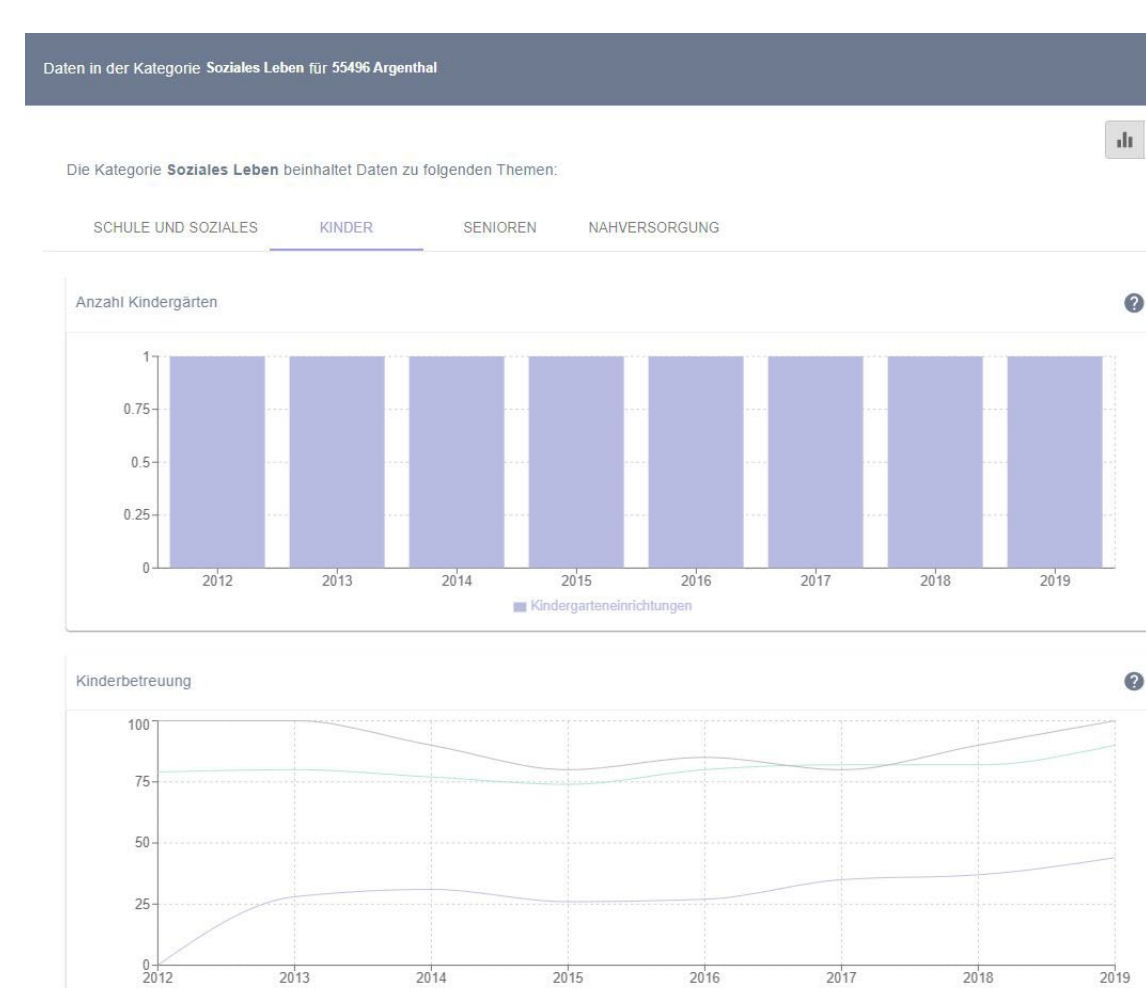 Daten in der Kategorie Soziales Leben für 55496 Argenthal
Die Kategorie Soziales Leben beinhaltet Daten zu folgenden Themen:
SCHULE UND SOZIALES KINDER SENIOREN NAHVERSORGUNG
Anzahl Kindergärten ?
1
0.75
0.5
0.25
0
2012 2013 2014 2015 2016 2017 2018 2019
Kindergarteneinrichtungen
Kinderbetreuung ?
100
75
50
25
0
2012 2013 2014 2015 2016 2017 2018 2019